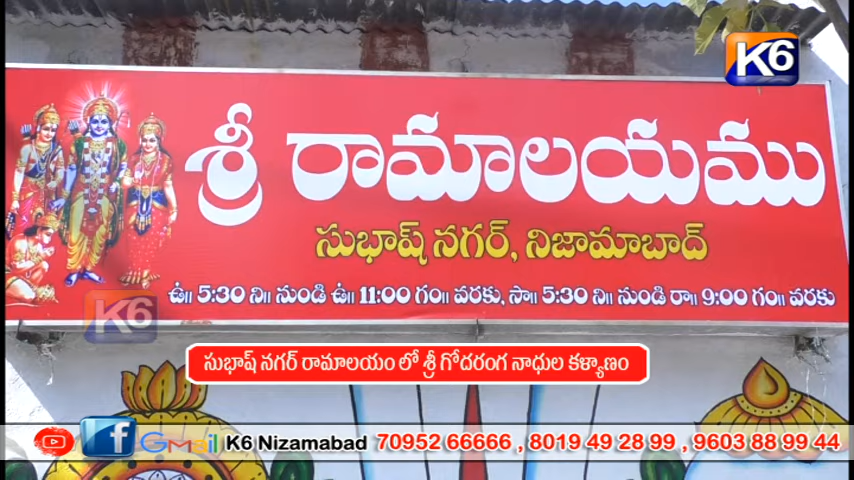 K6
శ్రీ రామాలయము
సుభాష్ నగర్, నిజామాబాద్
ఉ॥ 5:30 ని॥ నుండి ఉ॥ 11:00 గం॥ వరకు, సా॥ 5:30 ని॥ నుండి రా॥ 9:00 గం॥ వరకు
K6
సుభాష్ నగర్ రామాలయం లో శ్రీ గోదరంగ నాధుల కళ్యాణం
f Gmail K6 Nizamabad 70952 66666 , 8019 49 28 99 , 9603 88 99 44